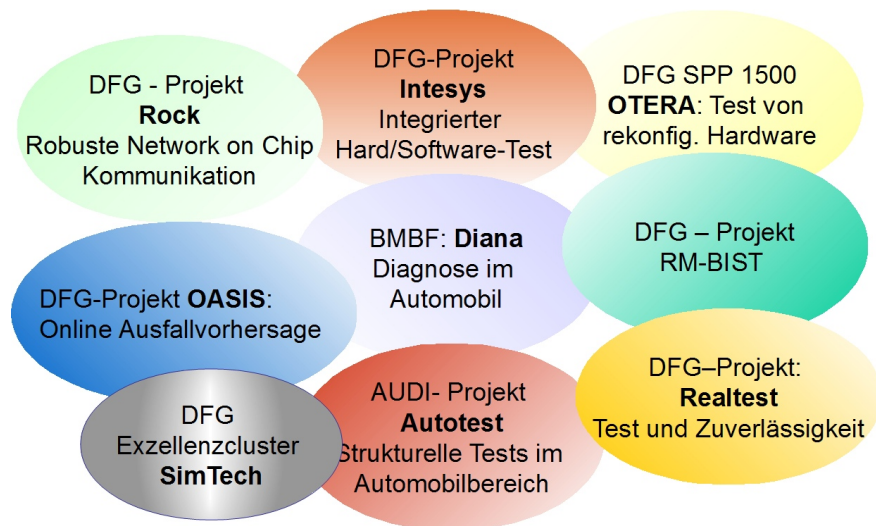 DFG - Projekt
Rock
Robuste Network on Chip
Kommunikation
DFG-Projekt
Intesys
Integrierter
Hard/Software-Test
DFG SPP 1500
OTERA: Test von
rekonfig. Hardware
DFG-Projekt OASIS:
Online Ausfallvorhersage
BMBF: Diana
Diagnose im
Automobil
DFG – Projekt
RM-BIST
DFG
Exzellenzcluster
SimTech
AUDI- Projekt
Autotest
Strukturelle Tests im
Automobilbereich
DFG–Projekt:
Realtest
Test und Zuverlässigkeit